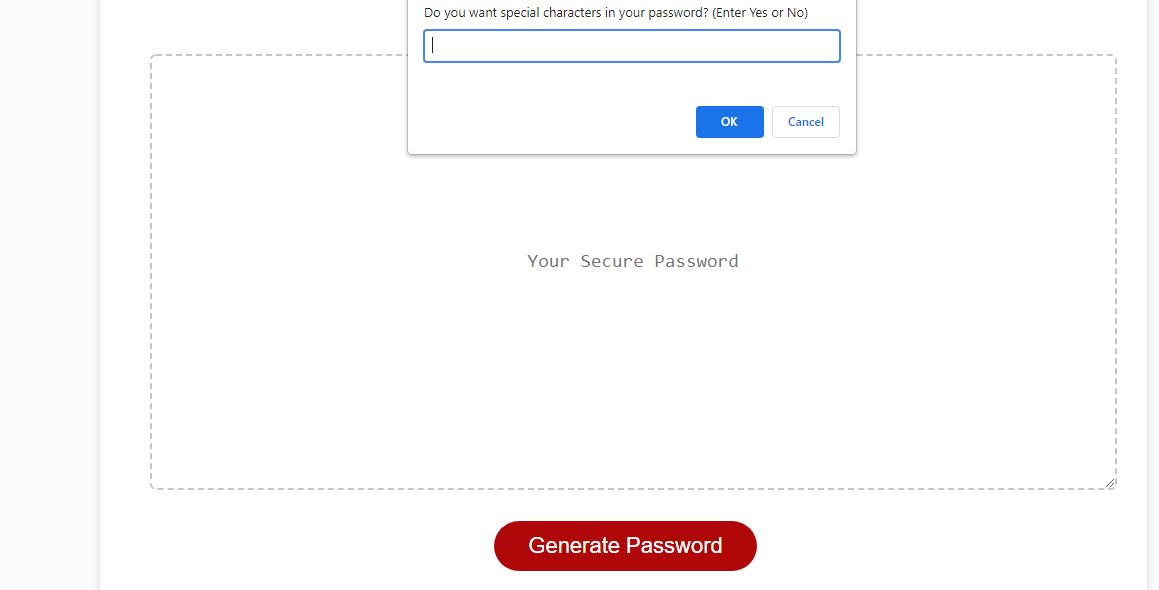 Do you want special characters in your password? (Enter Yes or No)
OK
Cancel
Your Secure Password
Generate Password